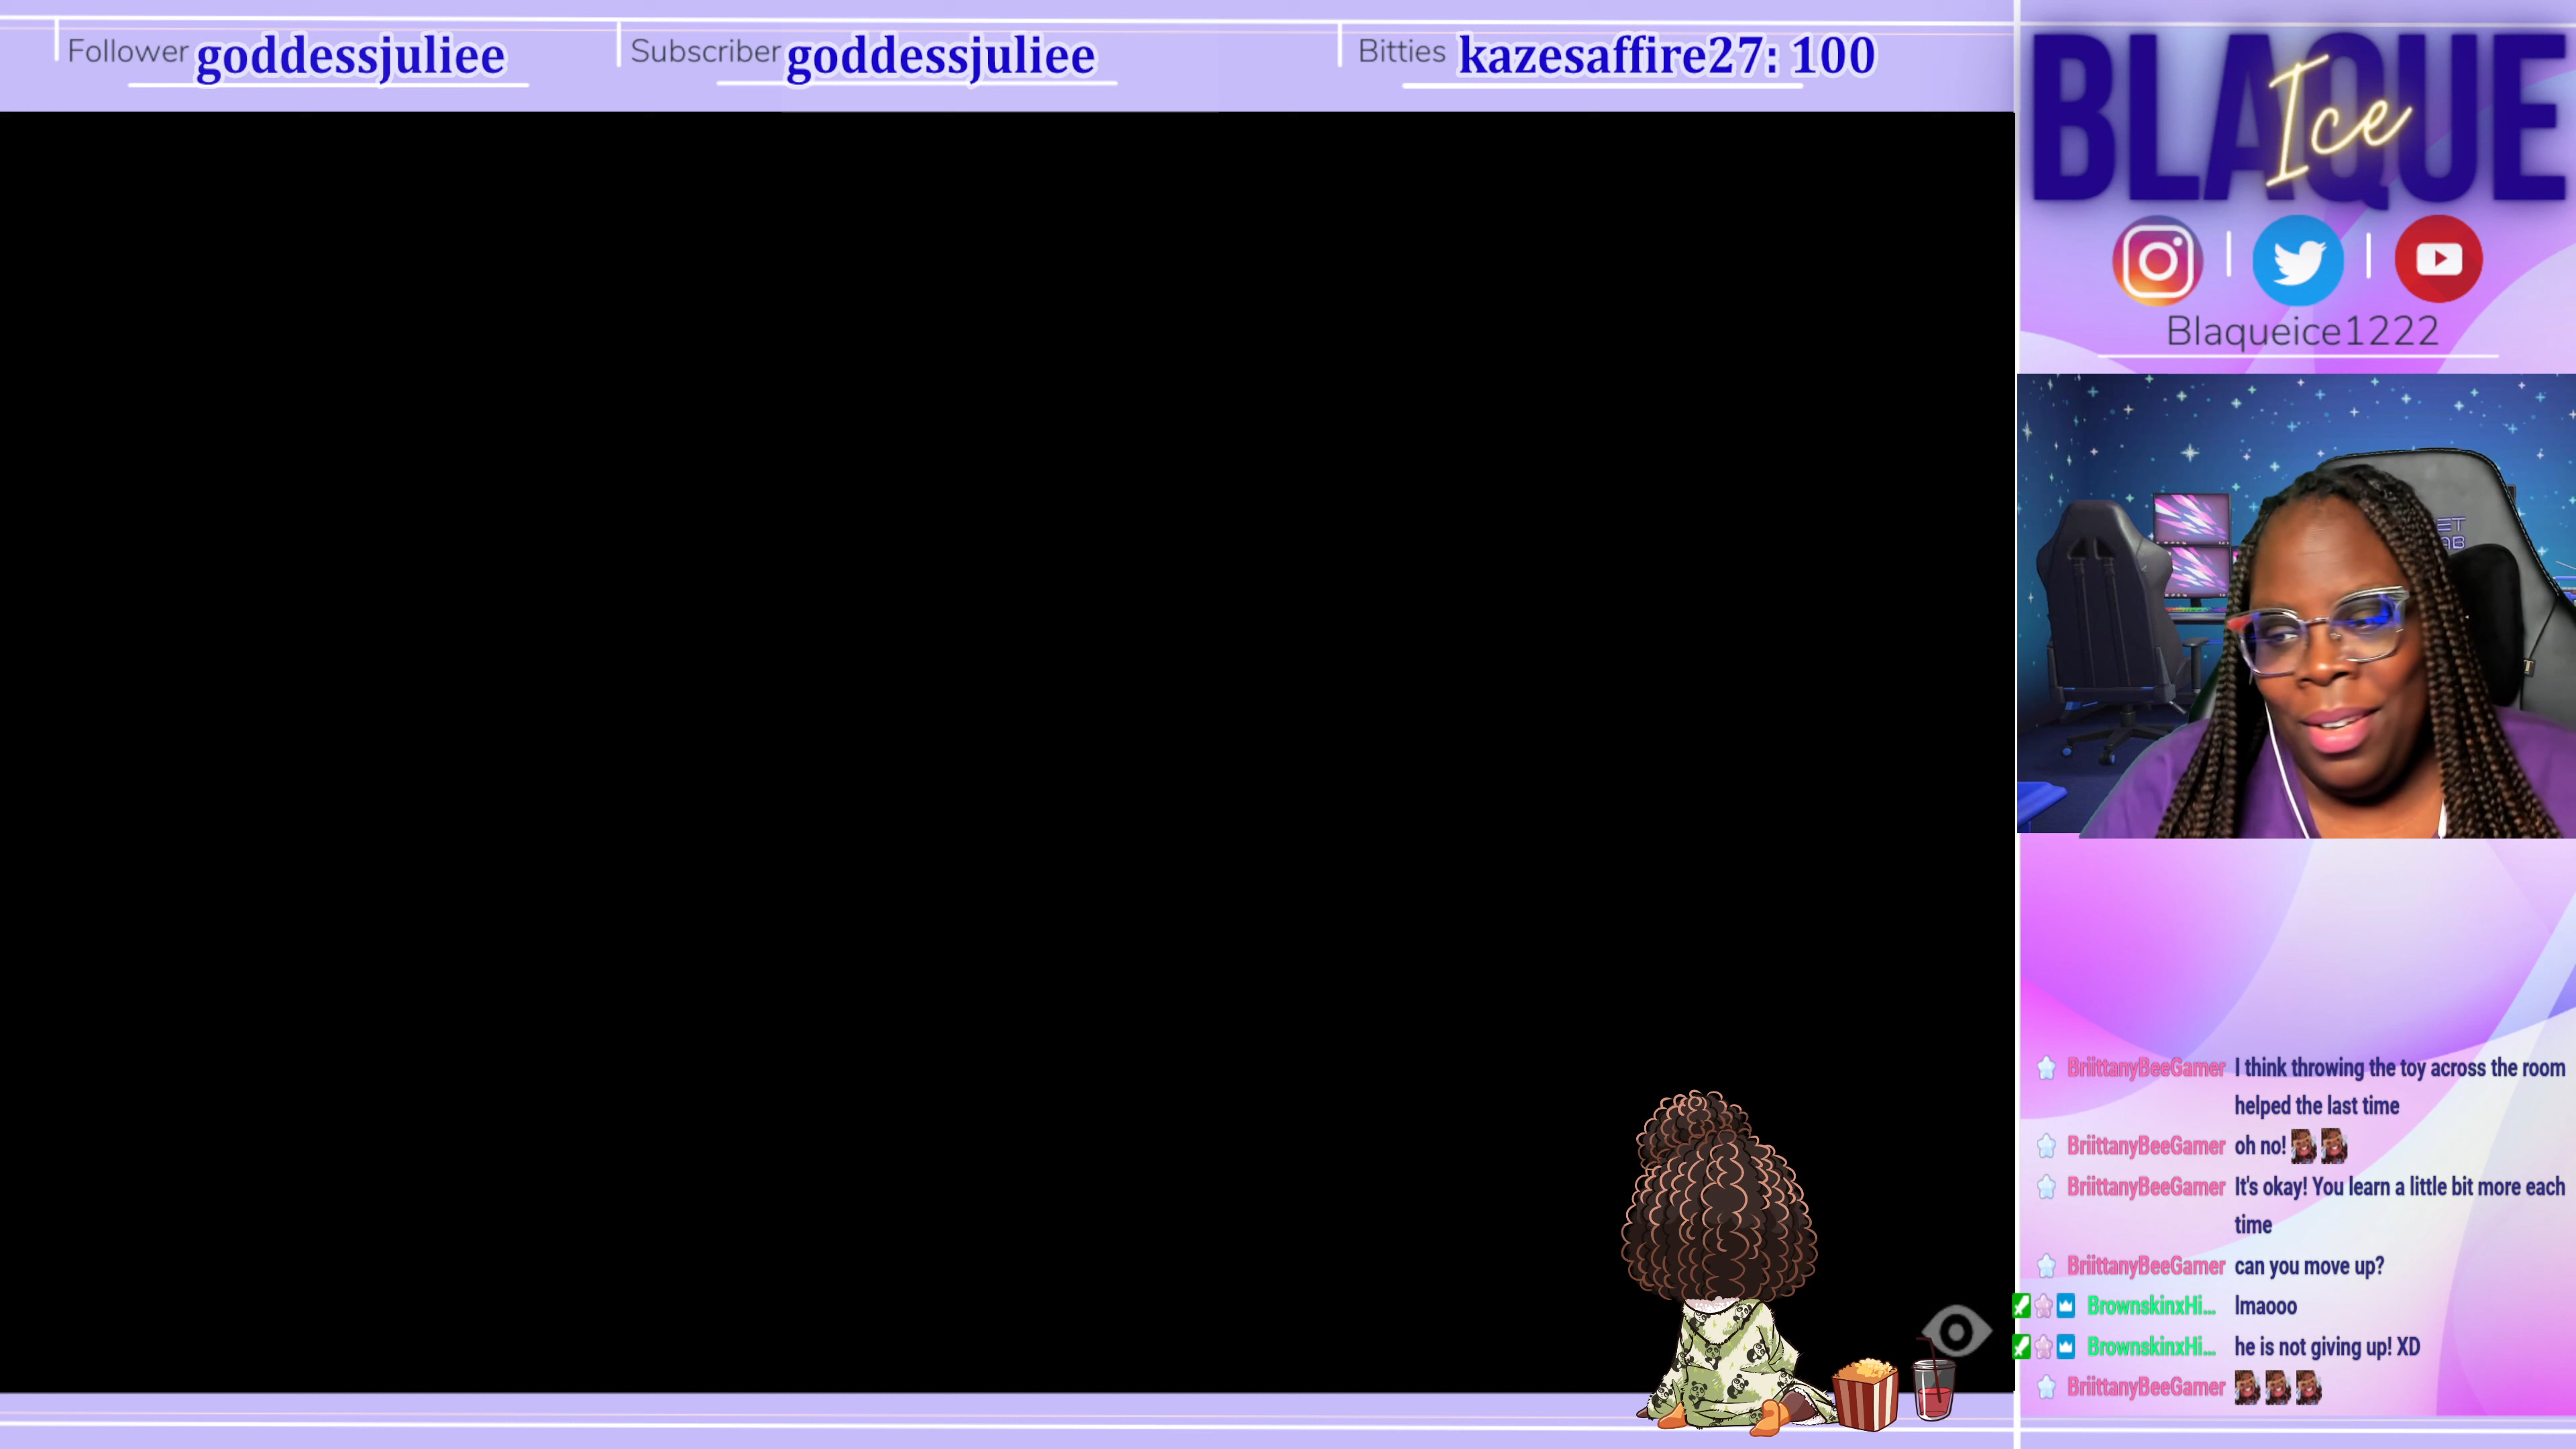 Follower goddessjuliee
Subscriber goddessjuliee
Bitties kazesaffire27: 100
BLAQUE
Ice
Blaqueice1222
BriittanyBeeGamer I think throwing the toy across the room
helped the last time
BriittanyBeeGamer oh no!
BriittanyBeeGamer It's okay! You learn a little bit more each
time
BriittanyBeeGamer can you move up?
BrownskinxHi... lmaooo
BrownskinxHi... he is not giving up! XD
BriittanyBeeGamer